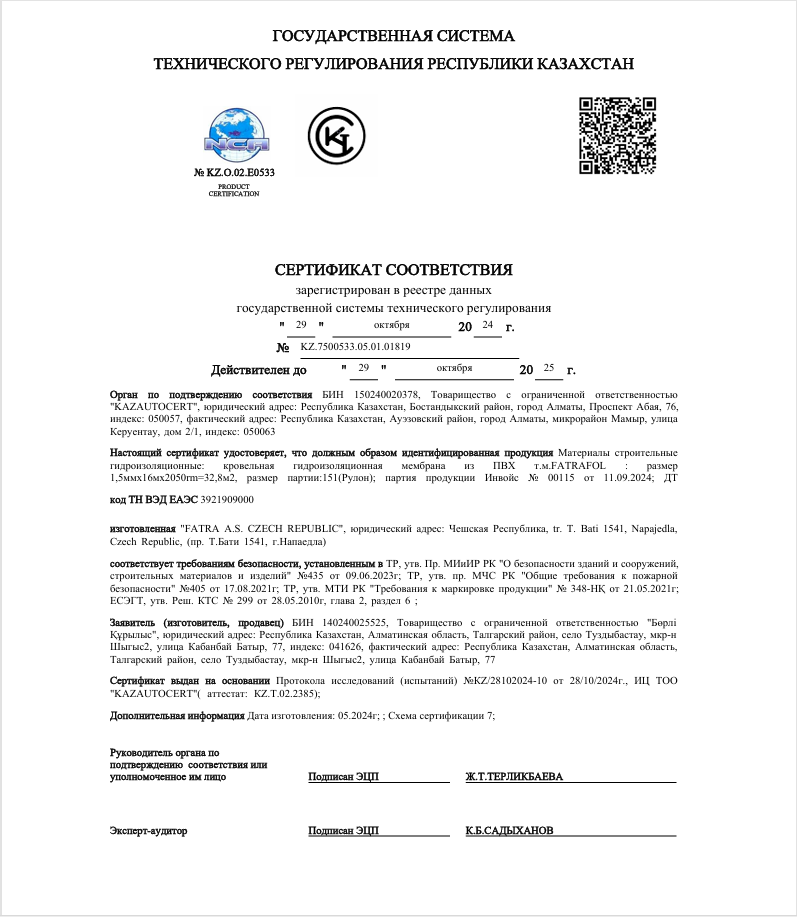 ГОСУДАРСТВЕННАЯ СИСТЕМА
ТЕХНИЧЕСКОГО РЕГУЛИРОВАНИЯ РЕСПУБЛИКИ КАЗАХСТАН
NCA
№ KZ.O.02.E0533
PRODUCT
CERTIFICATION
СЕРТИФИКАТ СООТВЕТСТВИЯ
зарегистрирован в реестре данных
государственной системы технического регулирования
" 29 " октября 20 24 г.
№ KZ.7500533.05.01.01819
Действителен до " 29 " октября 20 25 г.
Орган по подтверждению соответствия БИН 150240020378, Товарищество с ограниченной ответственностью
"KAZAUTOCERT", юридический адрес: Республика Казахстан, Бостандыкский район, город Алматы, Проспект Абая, 76,
индекс: 050057, фактический адрес: Республика Казахстан, Ауэзовский район, город Алматы, микрорайон Мамыр, улица
Керуентау, дом 2/1, индекс: 050063
Настоящий сертификат удостоверяет, что должным образом идентифицированная продукция Материалы строительные
гидроизоляционные: кровельная гидроизоляционная мембрана из ПВХ т.м.FATRAFOL : размер
1,5ммх16мх2050rm=32,8м2, размер партии:151(Рулон); партия продукции Инвойс № 00115 от 11.09.2024; ДТ
код ТН ВЭД ЕАЭС 3921909000
изготовленная "FATRA A.S. CZECH REPUBLIC", юридический адрес: Чешская Республика, tr. T. Bati 1541, Napajedla,
Czech Republic, (пр. Т.Бати 1541, г.Напаедла)
соответствует требованиям безопасности, установленным в ТР, утв. Пр. МИиИР РК "О безопасности зданий и сооружений,
строительных материалов и изделий" №435 от 09.06.2023г; ТР, утв. пр. МЧС РК "Общие требования к пожарной
безопасности" №405 от 17.08.2021г; ТР, утв. МТИ РК "Требования к маркировке продукции" № 348-НҚ от 21.05.2021г;
ЕСЭГТ, утв. Реш. КТС № 299 от 28.05.2010г, глава 2, раздел 6 ;
Заявитель (изготовитель, продавец) БИН 140240025525, Товарищество с ограниченной ответственностью "Бөрлі
Құрылыс", юридический адрес: Республика Казахстан, Алматинская область, Талгарский район, село Туздыбастау, мкр-н
Шыгыс2, улица Кабанбай Батыр, 77, индекс: 041626, фактический адрес: Республика Казахстан, Алматинская область,
Талгарский район, село Туздыбастау, мкр-н Шыгыс2, улица Кабанбай Батыр, 77
Сертификат выдан на основании Протокола исследований (испытаний) №KZ/28102024-10 от 28/10/2024г., ИЦ ТОО
"KAZAUTOCERT"( аттестат: KZ.T.02.2385);
Дополнительная информация Дата изготовления: 05.2024г; ; Схема сертификации 7;
Руководитель органа по
подтверждению соответствия или
уполномоченное им лицо Подписан ЭЦП Ж.Т.ТЕРЛИКБАЕВА
Эксперт-аудитор Подписан ЭЦП К.Б.САДЫХАНОВ